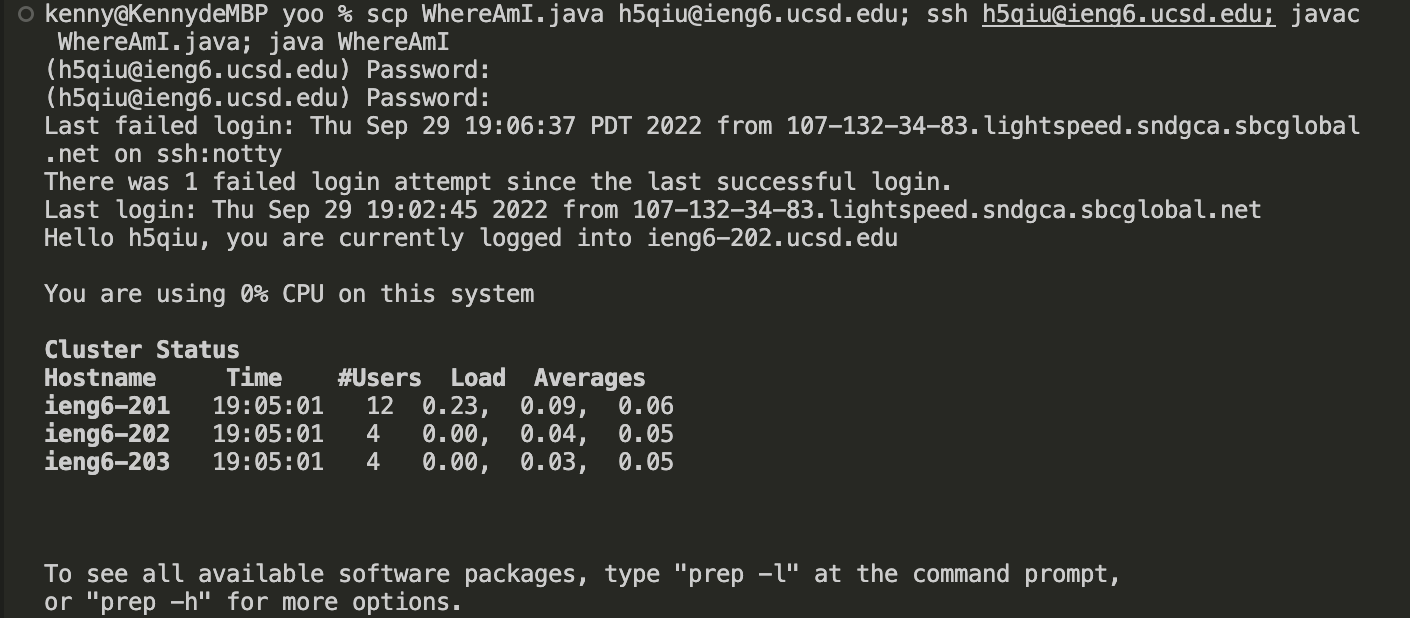 kenny@KennydeMBP yoo % scp WhereAmI.java h5qiu@ieng6.ucsd.edu; ssh h5qiu@ieng6.ucsd.edu; javac
WhereAmI.java; java WhereAmI
(h5qiu@ieng6.ucsd.edu) Password:
(h5qiu@ieng6.ucsd.edu) Password:
Last failed login: Thu Sep 29 19:06:37 PDT 2022 from 107-132-34-83.lightspeed.sndgca.sbcglobal
.net on ssh:notty
There was 1 failed login attempt since the last successful login.
Last login: Thu Sep 29 19:02:45 2022 from 107-132-34-83.lightspeed.sndgca.sbcglobal.net
Hello h5qiu, you are currently logged into ieng6-202.ucsd.edu
You are using 0% CPU on this system
Cluster Status
Hostname Time #Users Load Averages
ieng6-201 19:05:01 12 0.23, 0.09, 0.06
ieng6-202 19:05:01 4 0.00, 0.04, 0.05
ieng6-203 19:05:01 4 0.00, 0.03, 0.05
To see all available software packages, type "prep -l" at the command prompt,
or "prep -h" for more options.